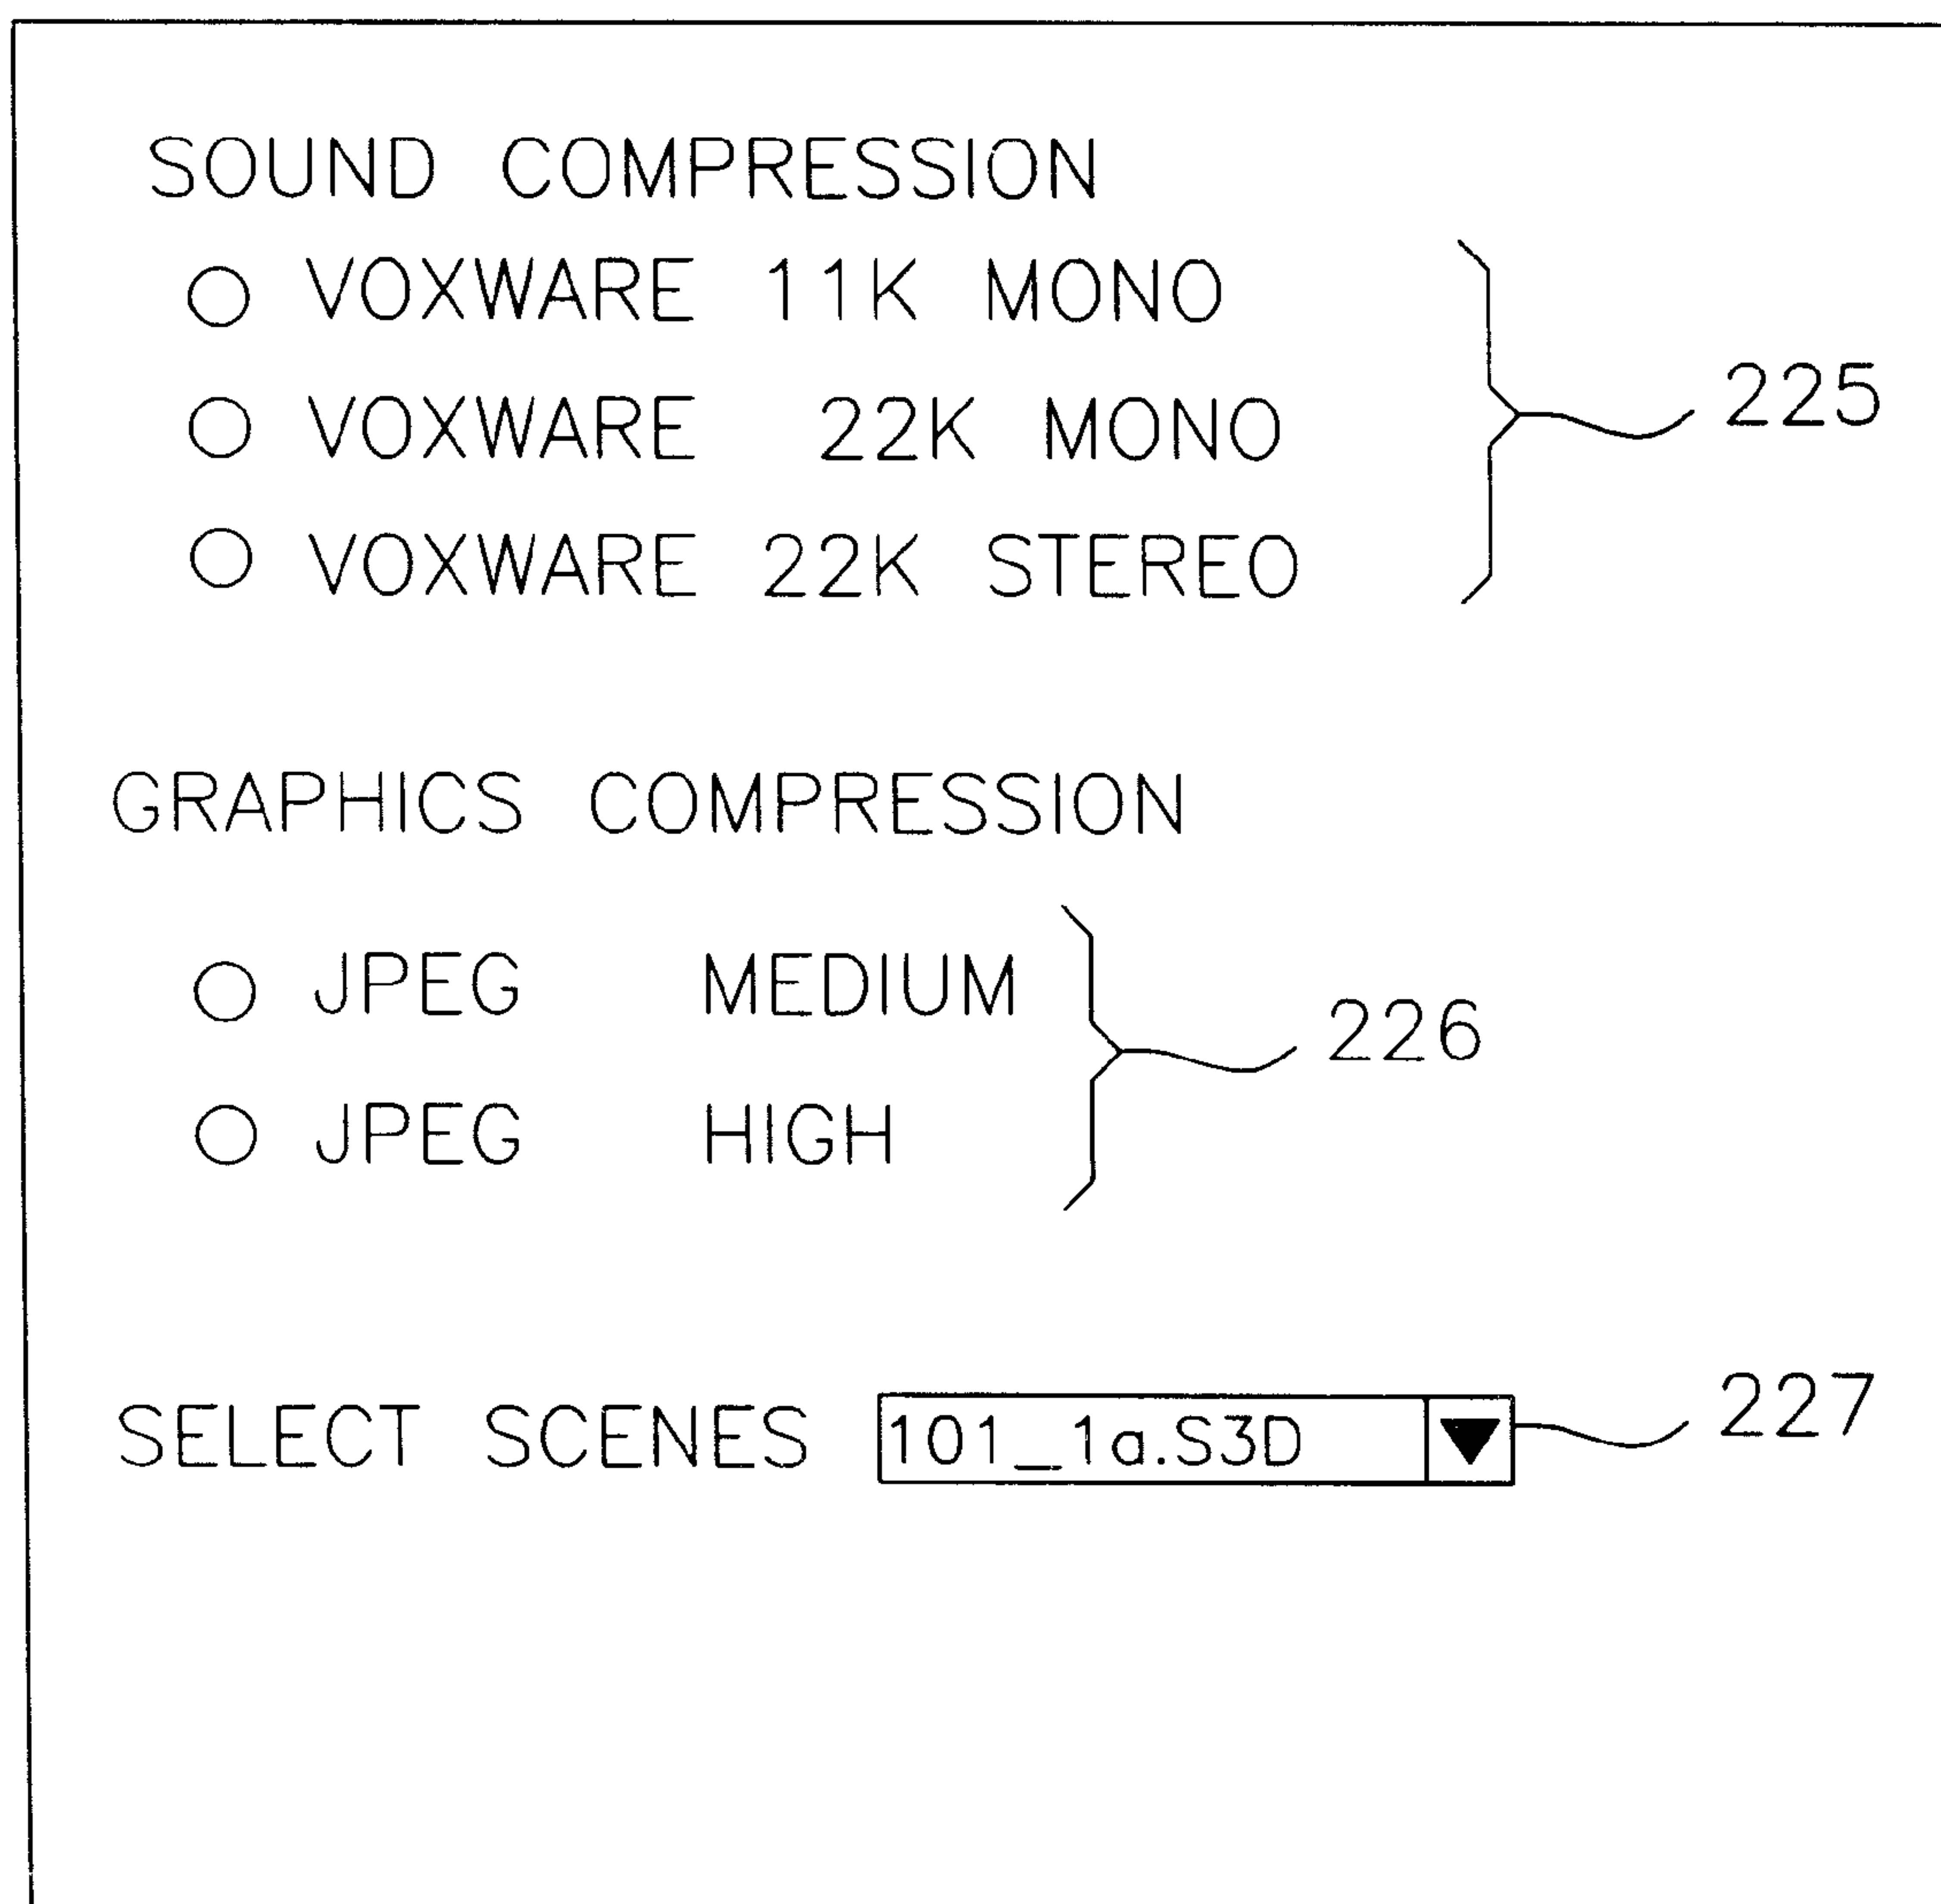 SOUND COMPRESSION
VOXWARE 11K MONO
VOXWARE 22K MONO
225
VOXWARE 22K STEREO
GRAPHICS COMPRESSION
JPEG MEDIUM
226
JPEG HIGH
SELECT SCENES 101_1a.S3D 227